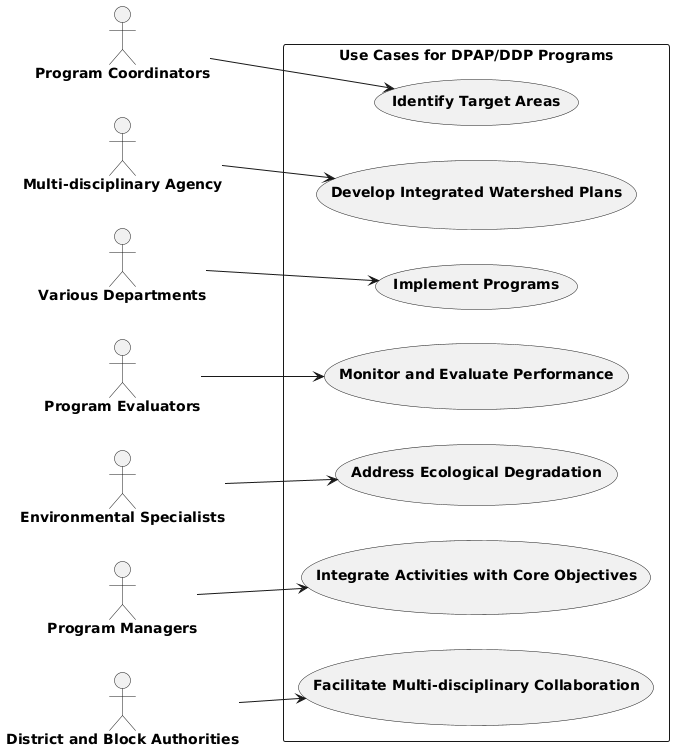 Use Cases for DPAP/DDP Programs
Program Coordinators
Identify Target Areas
Multi-disciplinary Agency
Develop Integrated Watershed Plans
Various Departments
Implement Programs
Program Evaluators
Monitor and Evaluate Performance
Environmental Specialists
Address Ecological Degradation
Program Managers
Integrate Activities with Core Objectives
District and Block Authorities
Facilitate Multi-disciplinary Collaboration